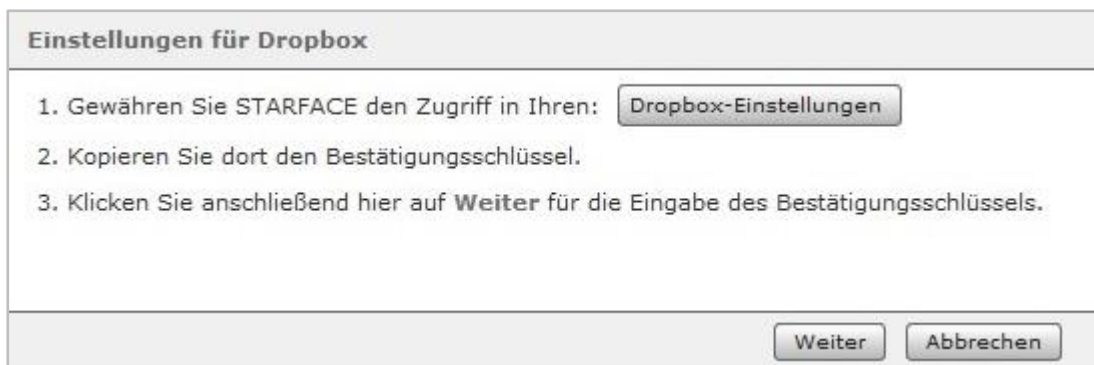 Einstellungen für Dropbox
1. Gewähren Sie STARFACE den Zugriff in Ihren: Dropbox-Einstellungen
2. Kopieren Sie dort den Bestätigungsschlüssel.
3. Klicken Sie anschließend hier auf Weiter für die Eingabe des Bestätigungsschlüssels.
Weiter Abbrechen